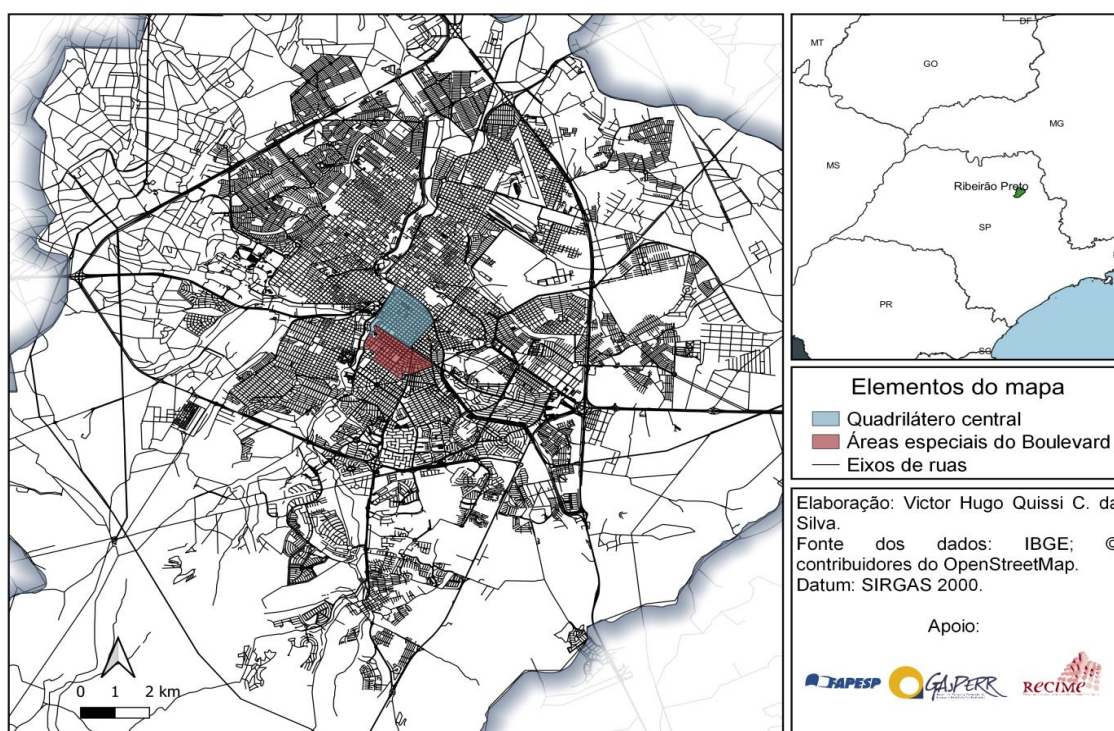 DF
MT
GO
MG
MS
Ribeirão Preto
SP
PR
SC
Elementos do mapa
Quadrilátero central
Áreas especiais do Boulevard
Eixos de ruas
Elaboração: Victor Hugo Quissi C. da
Silva.
Fonte dos dados: IBGE; ©
contribuidores do OpenStreetMap.
Datum: SIRGAS 2000.
Apoio:
FAPESP GAsPERR RECIME
0 1 2 km